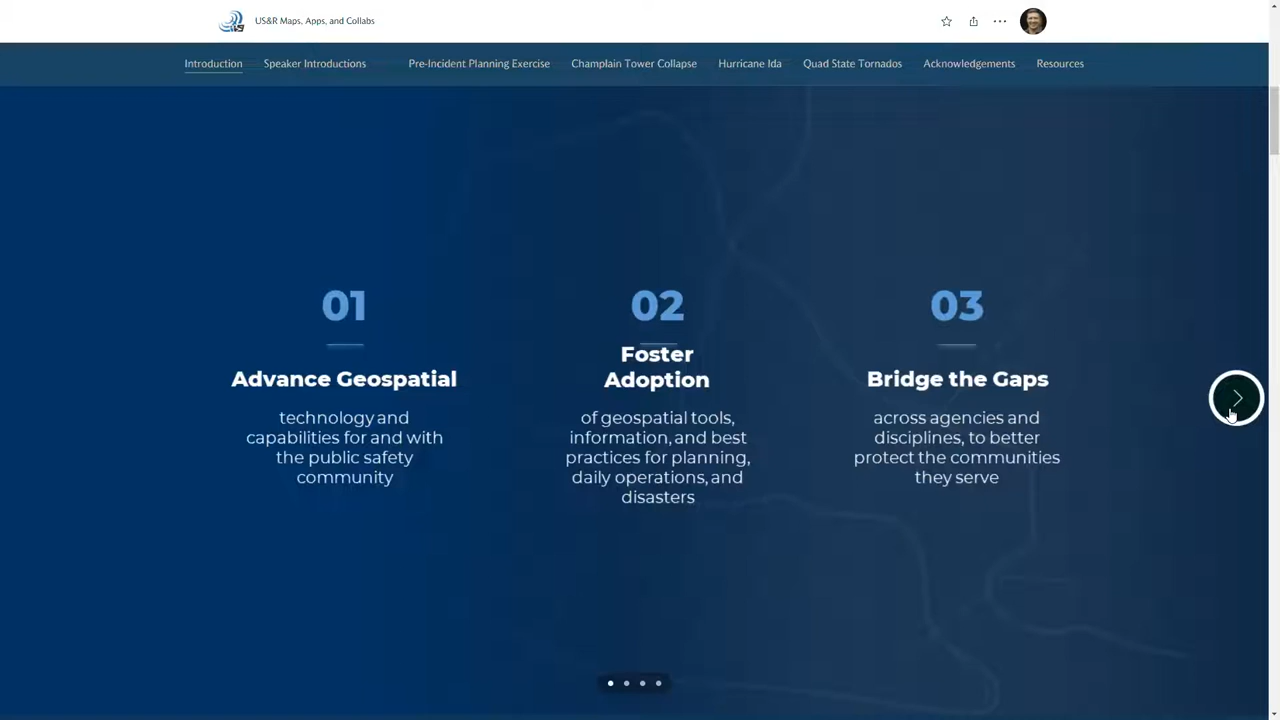 US&R Maps, Apps, and Collabs
Introduction
Speaker Introductions
Pre-Incident Planning Exercise
Champlain Tower Collapse
Hurricane Ida
Quad State Tornados
Acknowledgements
Resources
01
Advance Geospatial
technology and
capabilities for and with
the public safety
community
02
Foster
Adoption
of geospatial tools,
information, and best
practices for planning,
daily operations, and
disasters
03
Bridge the Gaps
across agencies and
disciplines, to better
protect the communities
they serve